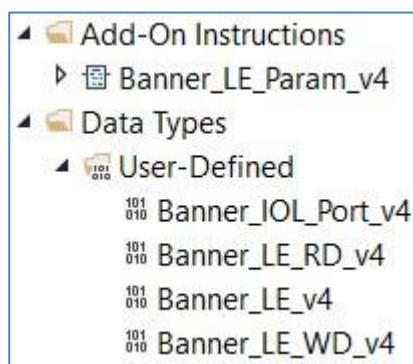 Add-On Instructions
Banner_LE_Param_v4
Data Types
User-Defined
Banner_IOL_Port_v4
Banner_LE_RD_v4
Banner_LE_v4
Banner_LE_WD_v4